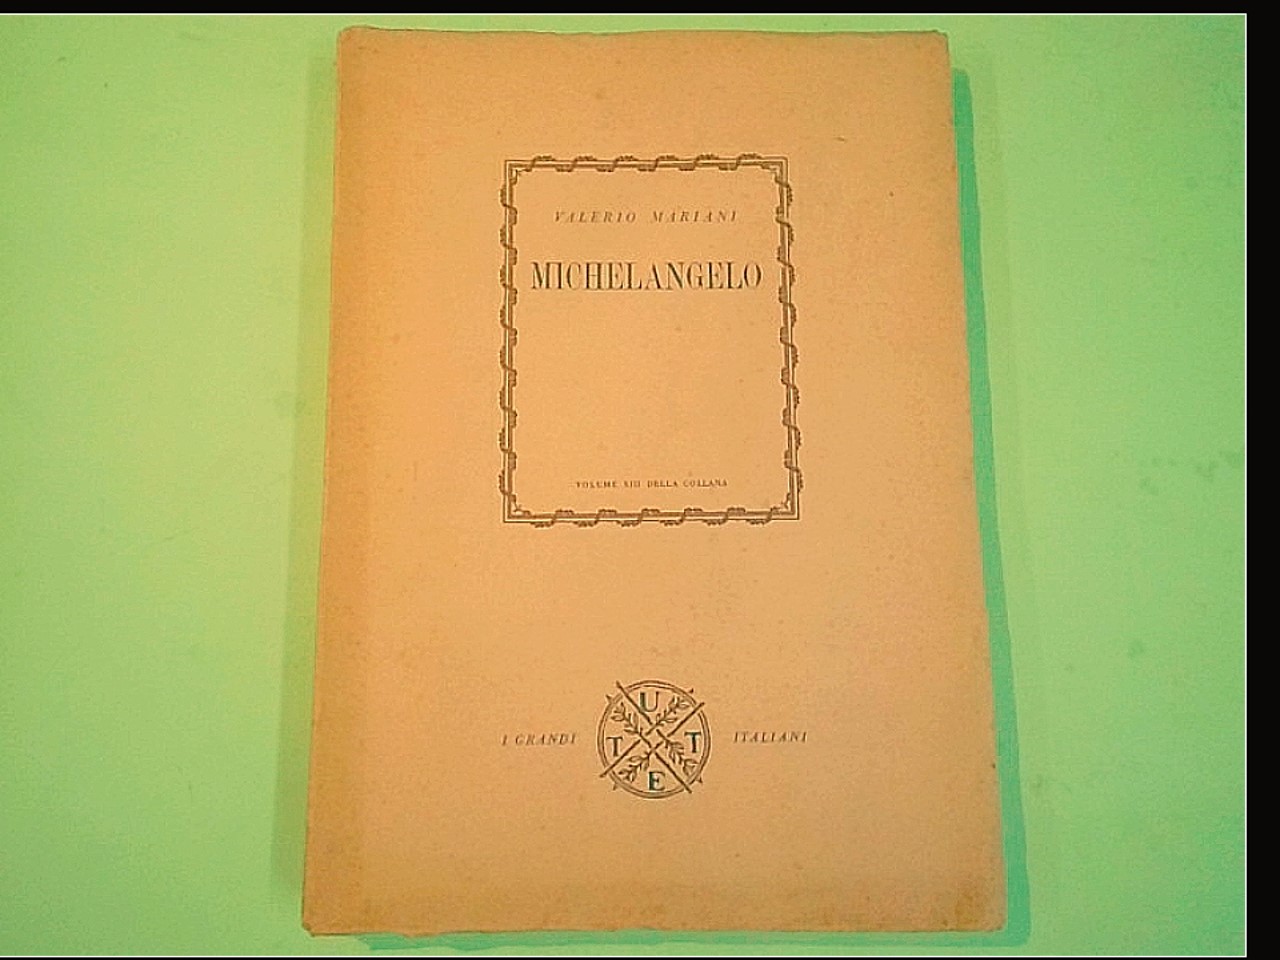 VALERIO MARIANI
MICHELANGELO
VOLUME XIII DELLA COLLANA
I GRANDI
U
T T
E
ITALIANI